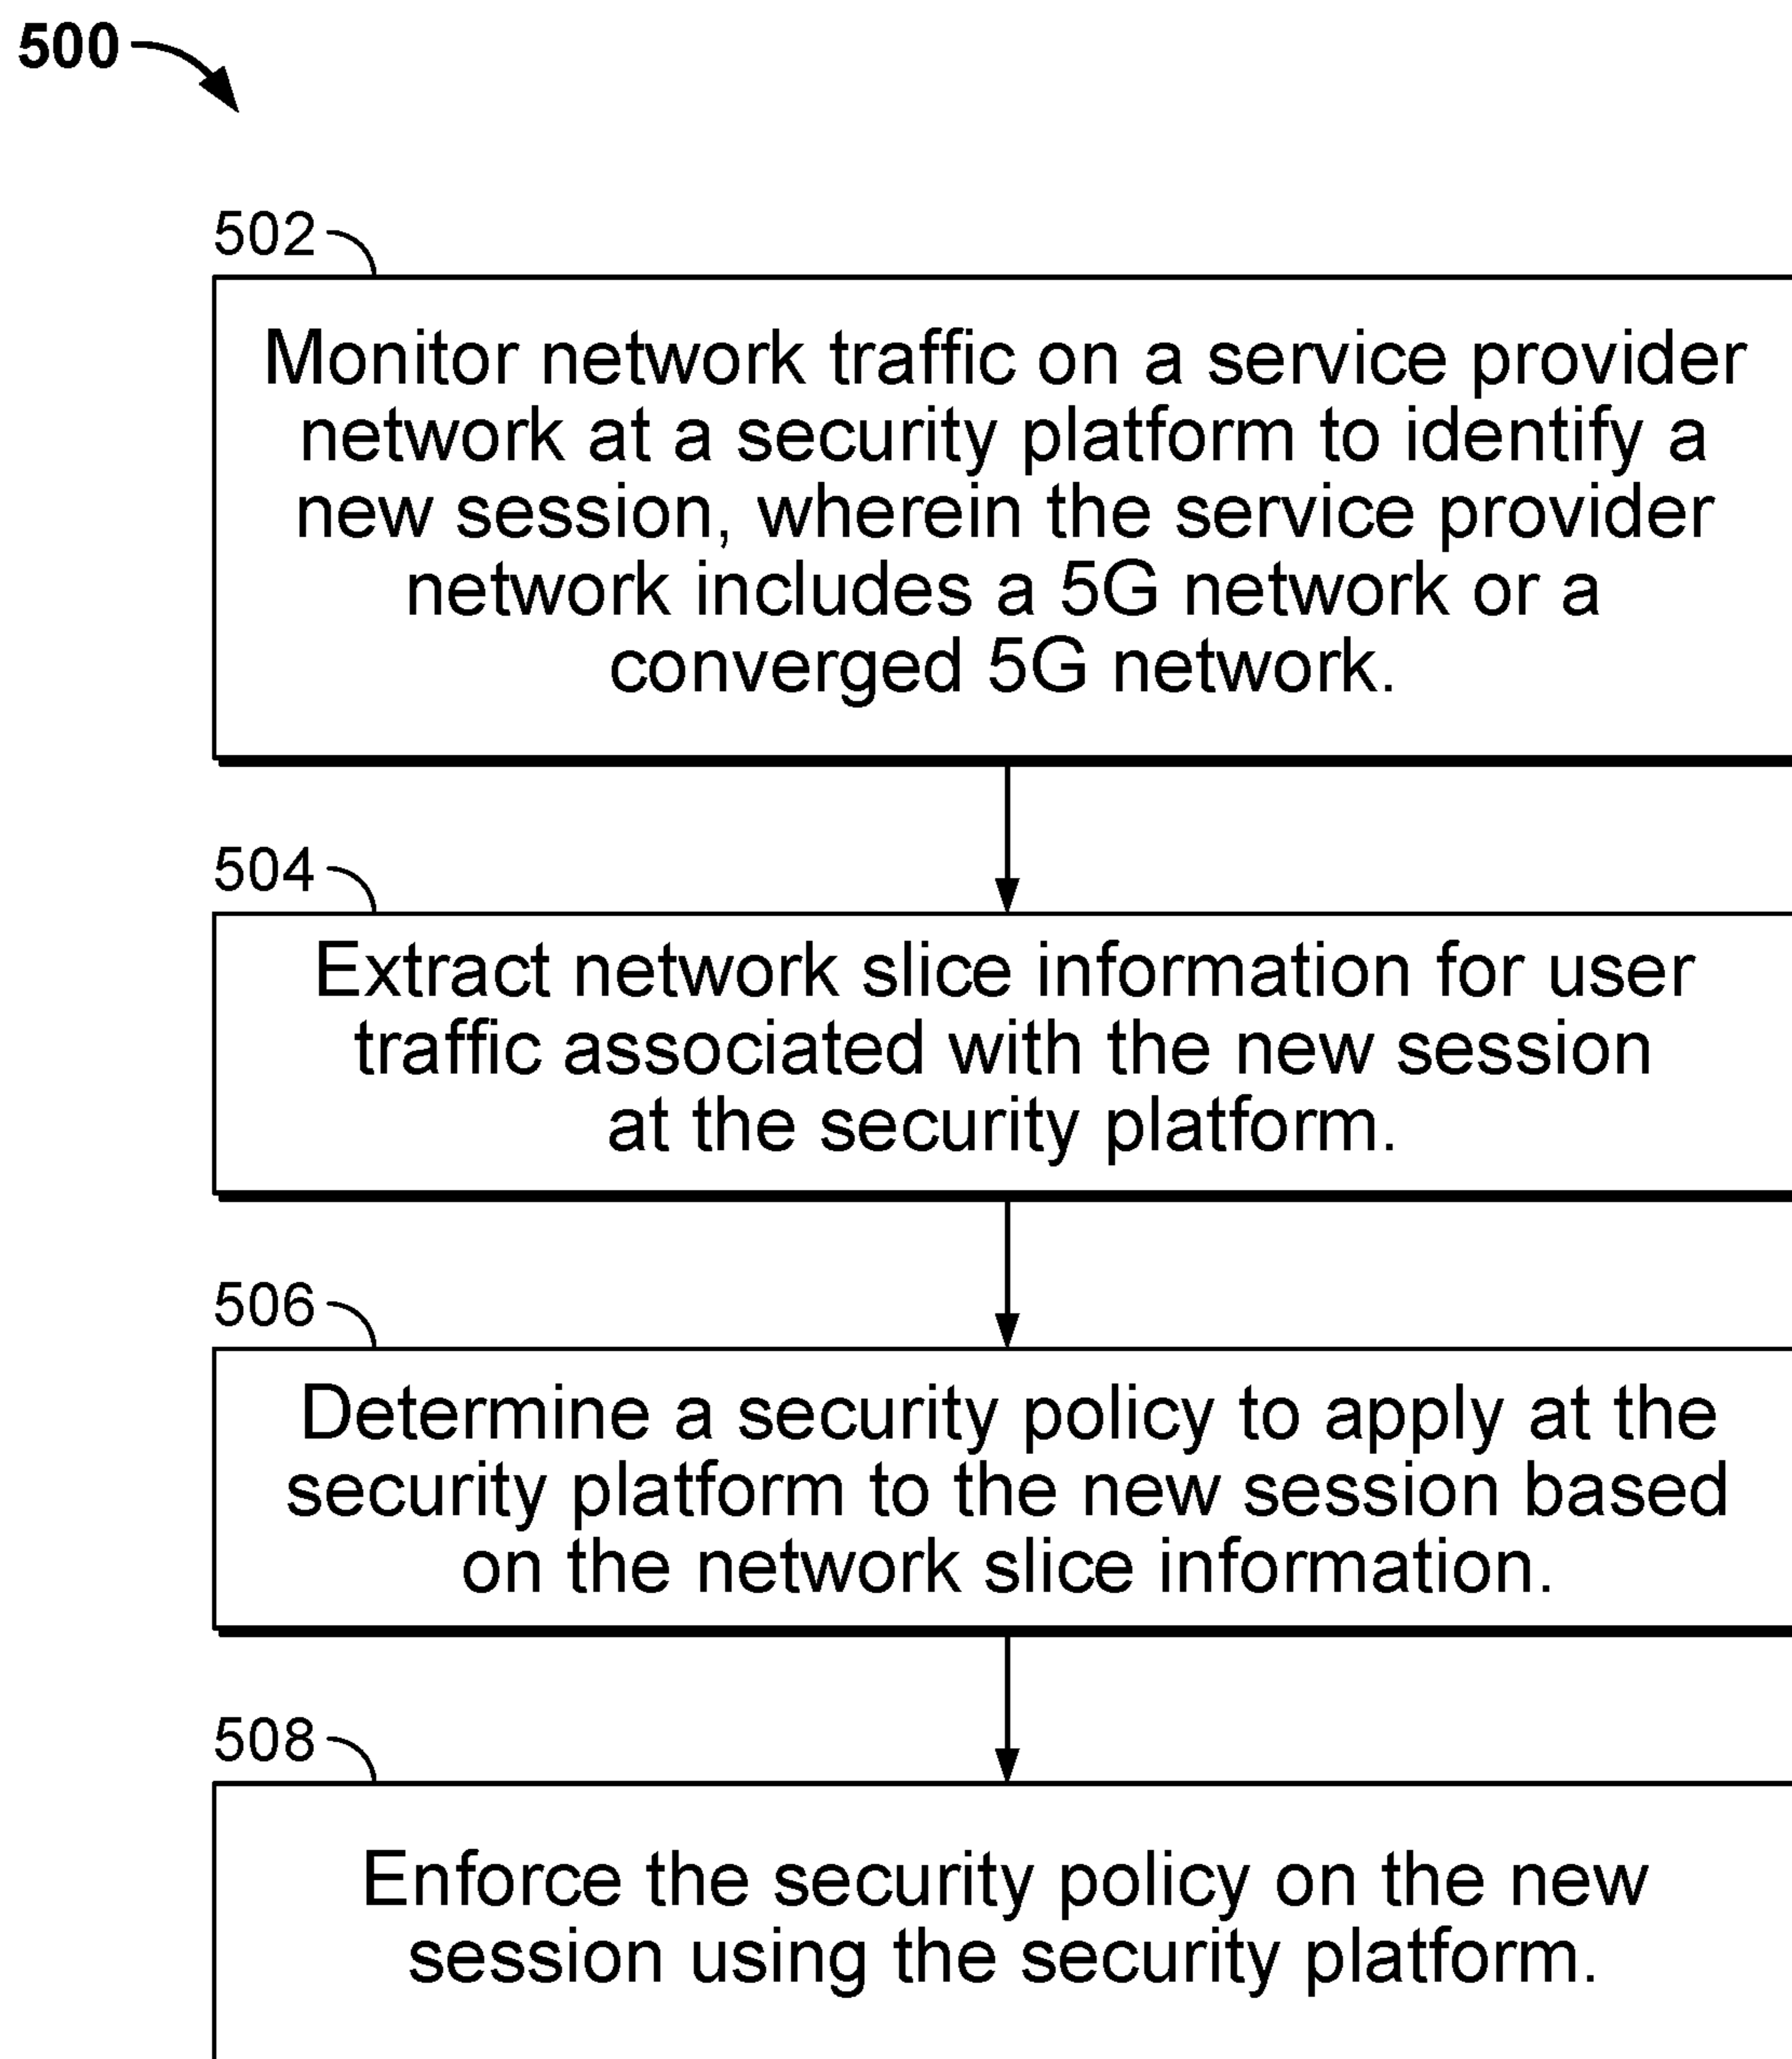 500
502
Monitor network traffic on a service provider
network at a security platform to identify a
new session, wherein the service provider
network includes a 5G network or a
converged 5G network.
504
Extract network slice information for user
traffic associated with the new session
at the security platform.
506
Determine a security policy to apply at the
security platform to the new session based
on the network slice information.
508
Enforce the security policy on the new
session using the security platform.